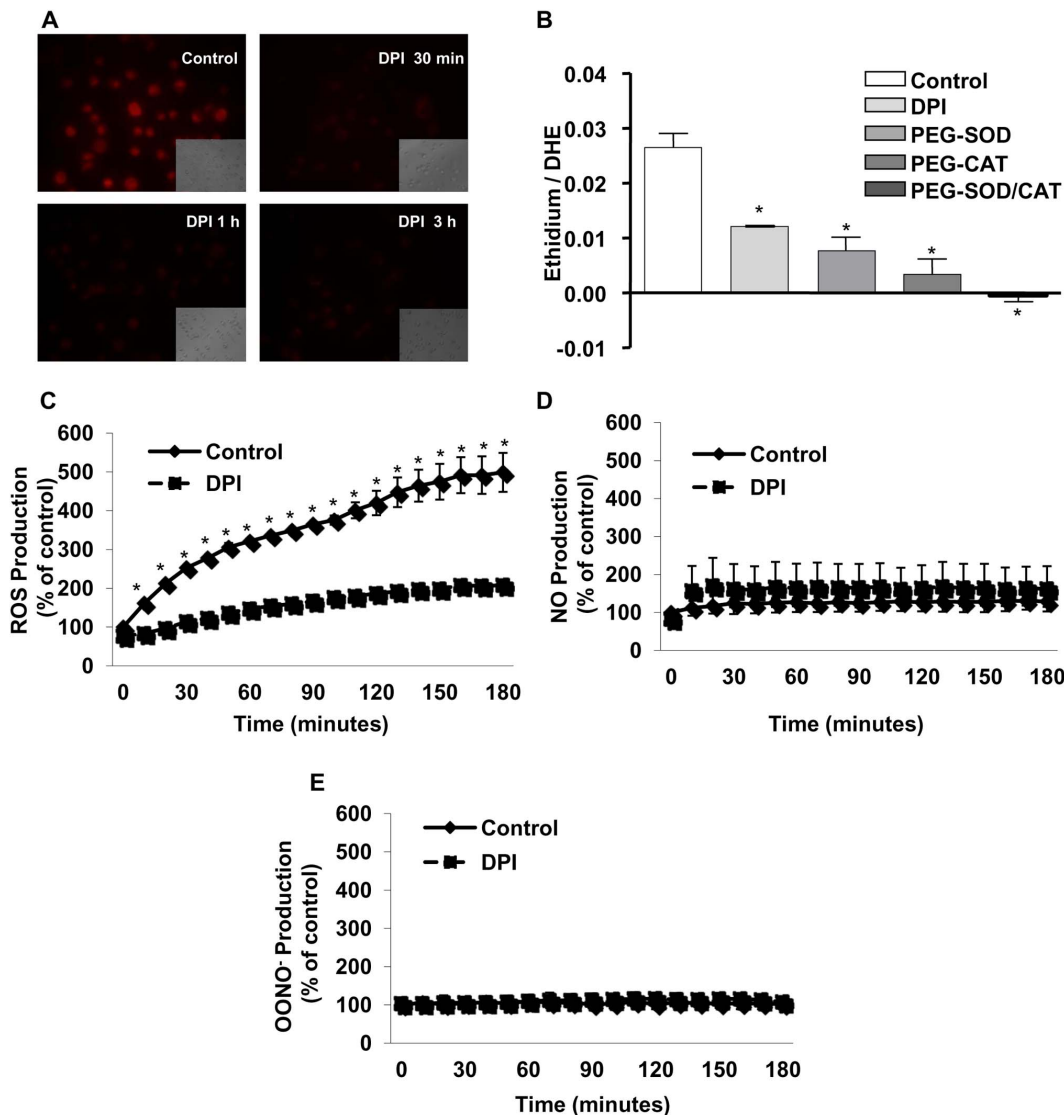 A
Control
DPI 30 min
DPI 1 h
DPI 3 h
B
Ethidium / DHE
0.04
0.03
0.02
0.01
0.00
-0.01
Control
DPI
PEG-SOD
PEG-CAT
PEG-SOD/CAT
*
*
*
*
C
ROS Production
(% of control)
600
500
400
300
200
100
0
Control
DPI
* * * * * * * * * * * * * * * * * *
0 30 60 90 120 150 180
Time (minutes)
D
NO Production
(% of control)
600
500
400
300
200
100
0
Control
DPI
0 30 60 90 120 150 180
Time (minutes)
E
OONO- Production
(% of control)
600
500
400
300
200
100
0
Control
DPI
0 30 60 90 120 150 180
Time (minutes)